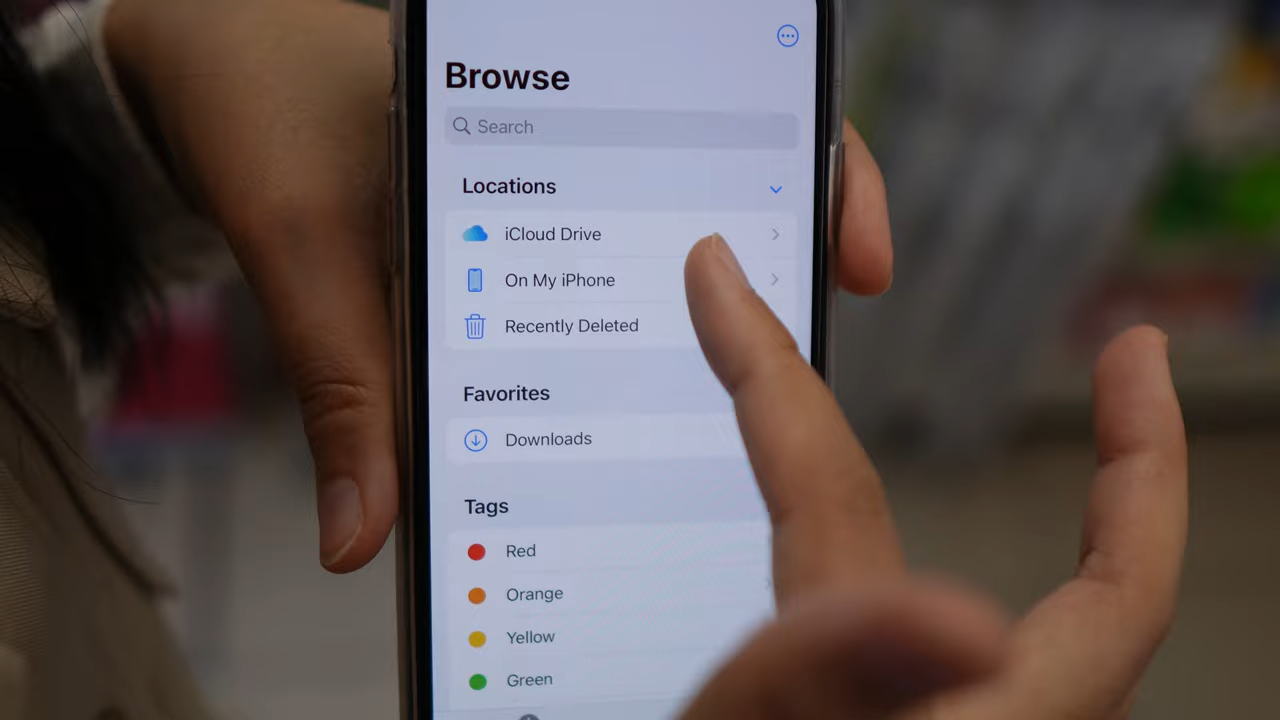 Browse
Search
Locations
iCloud Drive
On My iPhone
Recently Deleted
Favorites
Downloads
Tags
Red
Orange
Yellow
Green